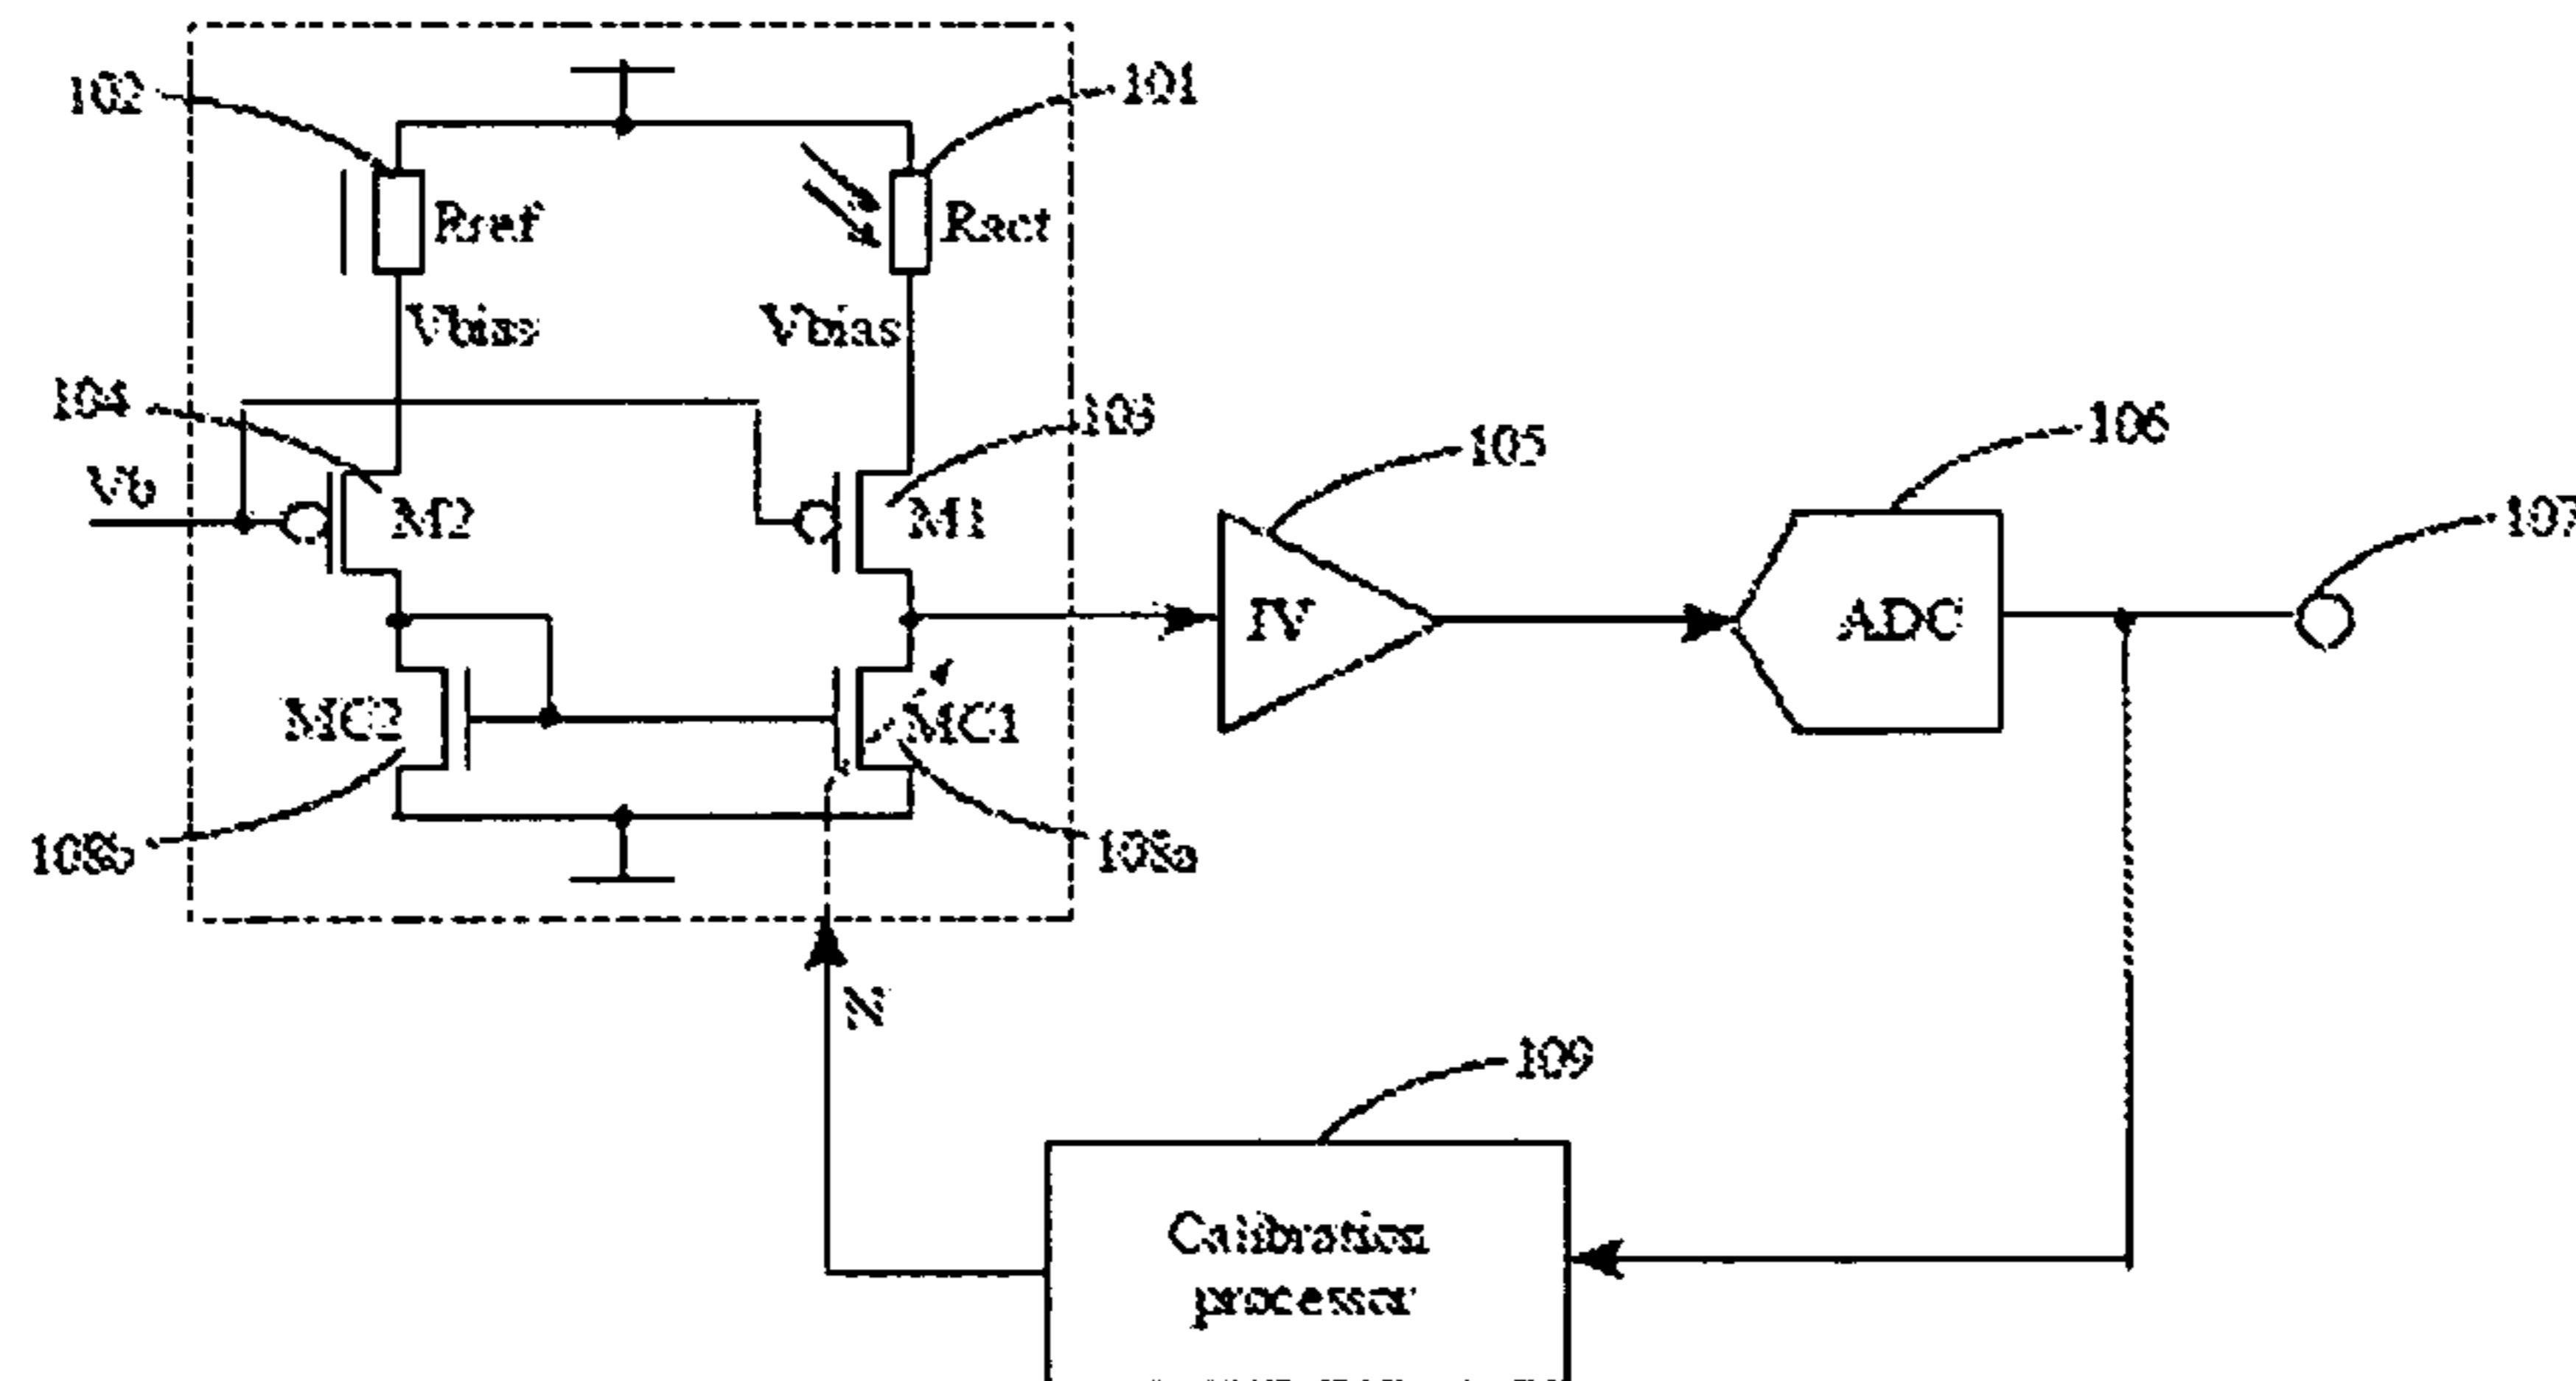 102
101
Rref
Ract
Vbias
Vbias
104
103
Vb
M2
M1
105
106
107
IV
ADC
MC2
MC1
108b
108a
N
109
Calibration
processor